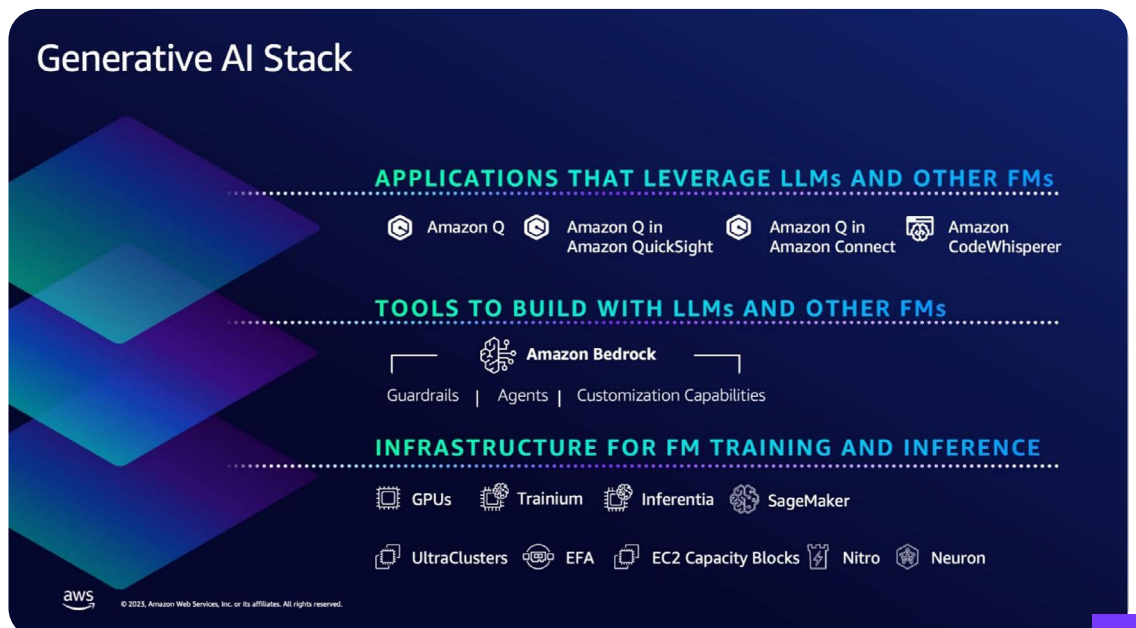 Generative AI Stack
APPLICATIONS THAT LEVERAGE LLMs AND OTHER FMs
Amazon Q
Amazon Q in
Amazon QuickSight
Amazon Q in
Amazon Connect
Amazon
CodeWhisperer
TOOLS TO BUILD WITH LLMs AND OTHER FMs
Amazon Bedrock
Guardrails | Agents | Customization Capabilities
INFRASTRUCTURE FOR FM TRAINING AND INFERENCE
GPUs Trainium Inferentia SageMaker
UltraClusters EFA EC2 Capacity Blocks Nitro Neuron
aws
© 2023, Amazon Web Services, Inc. or its affiliates. All rights reserved.